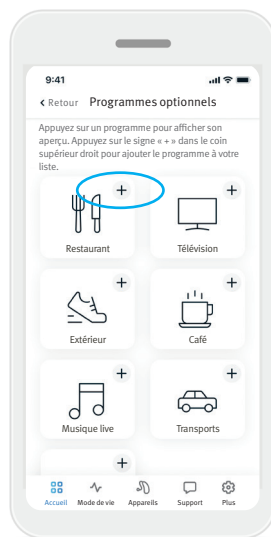 9:41
Retour Programmes optionnels
Appuyez sur un programme pour afficher son
aperçu. Appuyez sur le signe « + » dans le coin
supérieur droit pour ajouter le programme à votre
liste.
Restaurant Télévision
Extérieur Café
Musique live Transports
Accueil Mode de vie Appareils Support Plus